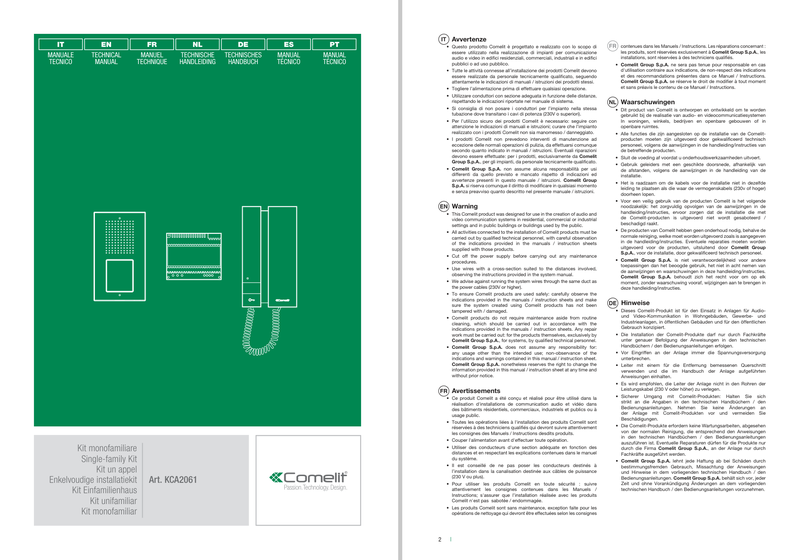 IT
EN
FR
NL
DE
ES
PT
MANUALE
TECNICO
TECHNICAL
MANUAL
MANUEL
TECHNIQUE
TECHNISCHE
HANDLEIDING
TECHNISCHES
HANDBUCH
MANUAL
TÉCNICO
MANUAL
TÉCNICO
Kit monofamiliare
Single-family Kit
Kit un appel
Enkelvoudige installatiekit
Kit Einfamilienhaus
Kit unifamiliar
Kit monofamiliar
Art. KCA2061
Comelit
Passion. Technology. Design.
IT Avvertenze
• Questo prodotto Comelit è progettato e realizzato con lo scopo di
essere utilizzato nella realizzazione di impianti per comunicazione
audio e video in edifici residenziali, commerciali, industriali e in edifici
pubblici o ad uso pubblico.
• Tutte le attività connesse all'installazione dei prodotti Comelit devono
essere realizzate da personale tecnicamente qualificato, seguendo
attentamente le indicazioni di manuali / istruzioni dei prodotti stessi.
• Togliere l'alimentazione prima di effettuare qualsiasi operazione.
• Utilizzare conduttori con sezione adeguata in funzione delle distanze,
rispettando le indicazioni riportate nel manuale di sistema.
• Si consiglia di non posare i conduttori per l'impianto nella stessa
tubazione dove transitano i cavi di potenza (230V o superiori).
• Per l'utilizzo sicuro dei prodotti Comelit è necessario: seguire con
attenzione le indicazioni di manuali e istruzioni; curare che l'impianto
realizzato con i prodotti Comelit non sia manomesso / danneggiato.
• I prodotti Comelit non prevedono interventi di manutenzione ad
eccezione delle normali operazioni di pulizia, da effettuarsi comunque
secondo quanto indicato in manuali / istruzioni. Eventuali riparazioni
devono essere effettuate: per i prodotti, esclusivamente da Comelit
Group S.p.A., per gli impianti, da personale tecnicamente qualificato.
• Comelit Group S.p.A. non assume alcuna responsabilità per usi
differenti da quello previsto e mancato rispetto di indicazioni ed
avvertenze presenti in questo manuale / istruzioni. Comelit Group
S.p.A. si riserva comunque il diritto di modificare in qualsiasi momento
e senza preavviso quanto descritto nel presente manuale / istruzioni.
EN Warning
• This Comelit product was designed for use in the creation of audio and
video communication systems in residential, commercial or industrial
settings and in public buildings or buildings used by the public.
• All activities connected to the installation of Comelit products must be
carried out by qualified technical personnel, with careful observation
of the indications provided in the manuals / instruction sheets
supplied with those products.
• Cut off the power supply before carrying out any maintenance
procedures.
• Use wires with a cross-section suited to the distances involved,
observing the instructions provided in the system manual.
• We advise against running the system wires through the same duct as
the power cables (230V or higher).
• To ensure Comelit products are used safely: carefully observe the
indications provided in the manuals / instruction sheets and make
sure the system created using Comelit products has not been
tampered with / damaged.
• Comelit products do not require maintenance aside from routine
cleaning, which should be carried out in accordance with the
indications provided in the manuals / instruction sheets. Any repair
work must be carried out: for the products themselves, exclusively by
Comelit Group S.p.A., for systems, by qualified technical personnel.
• Comelit Group S.p.A. does not assume any responsibility for:
any usage other than the intended use; non-observance of the
indications and warnings contained in this manual / instruction sheet.
Comelit Group S.p.A. nonetheless reserves the right to change the
information provided in this manual / instruction sheet at any time and
without prior notice.
FR Avertissements
• Ce produit Comelit a été conçu et réalisé pour être utilisé dans la
réalisation d'installations de communication audio et vidéo dans
des bâtiments résidentiels, commerciaux, industriels et publics ou à
usage public.
• Toutes les opérations liées à l'installation des produits Comelit sont
réservées à des techniciens qualifiés qui devront suivre attentivement
les consignes des Manuels / Instructions desdits produits.
• Couper l'alimentation avant d'effectuer toute opération.
• Utiliser des conducteurs d'une section adéquate en fonction des
distances et en respectant les explications contenues dans le manuel
du système.
• Il est conseillé de ne pas poser les conducteurs destinés à
l'installation dans la canalisation destinée aux câbles de puissance
(230 V ou plus).
• Pour utiliser les produits Comelit en toute sécurité : suivre
attentivement les consignes contenues dans les Manuels /
Instructions; s'assurer que l'installation réalisée avec les produits
Comelit n'est pas sabotée / endommagée.
• Les produits Comelit sont sans maintenance, exception faite pour les
opérations de nettoyage qui devront être effectuées selon les consignes
FR contenues dans les Manuels / Instructions. Les réparations concernant :
les produits, sont réservées exclusivement à Comelit Group S.p.A., les
installations, sont réservées à des techniciens qualifiés.
• Comelit Group S.p.A. ne sera pas tenue pour responsable en cas
d'utilisation contraire aux indications, de non-respect des indications
et des recommandations présentées dans ce Manuel / Instructions.
Comelit Group S.p.A. se réserve le droit de modifier à tout moment
et sans préavis le contenu de ce Manuel / Instructions.
NL Waarschuwingen
• Dit product van Comelit is ontworpen en ontwikkeld om te worden
gebruikt bij de realisatie van audio- en videocommunicatiesystemen
in woningen, winkels, bedrijven en openbare gebouwen of in
openbare ruimtes.
• Alle functies die zijn aangesloten op de installatie van de Comelit-
producten moeten zijn uitgevoerd door gekwalificeerd technisch
personeel, volgens de aanwijzingen in de handleiding/instructies van
de betreffende producten.
• Sluit de voeding af voordat u onderhoudswerkzaamheden uitvoert.
• Gebruik geleiders met een geschikte doorsnede, afhankelijk van
de afstanden, volgens de aanwijzingen in de handleiding van de
installatie.
• Het is raadzaam om de kabels voor de installatie niet in dezelfde
leiding te plaatsen als die waar de vermogenskabels (230v of hoger)
doorheen lopen.
• Voor een veilig gebruik van de producten Comelit is het volgende
noodzakelijk: het zorgvuldig opvolgen van de aanwijzingen in de
handleiding/instructies, ervoor zorgen dat de installatie die met
de Comelit-producten is uitgevoerd niet wordt gesaboteerd /
beschadigd raakt.
• De producten van Comelit hebben geen onderhoud nodig, behalve de
normale reiniging, welke moet worden uitgevoerd zoals is aangegeven
in de handleiding/instructies. Eventuele reparaties moeten worden
uitgevoerd voor de producten, uitsluitend door Comelit Group
S.p.A., voor de installatie, door gekwalificeerd technisch personeel.
• Comelit Group S.p.A. is niet verantwoordelijkheid voor andere
toepassingen dan het beoogde gebruik, het niet in acht nemen van
de aanwijzingen en waarschuwingen in deze handleiding/instructies.
Comelit Group S.p.A. behoudt zich het recht voor om op elk
moment, zonder waarschuwing vooraf, wijzigingen aan te brengen in
deze handleiding/instructies.
DE Hinweise
• Dieses Comelit-Produkt ist für den Einsatz in Anlagen für Audio-
und Video-Kommunikation in Wohngebäuden, Gewerbe- und
Industrieanlagen, in öffentlichen Gebäuden und für den öffentlichen
Gebrauch konzipiert.
• Die Installation der Comelit-Produkte darf nur durch Fachkräfte
unter genauer Befolgung der Anweisungen in den technischen
Handbüchern / den Bedienungsanleitungen erfolgen.
• Vor Eingriffen an der Anlage immer die Spannungsversorgung
unterbrechen.
• Leiter mit einem für die Entfernung bemessenen Querschnitt
verwenden und die im Handbuch der Anlage aufgeführten
Anweisungen einhalten.
• Es wird empfohlen, die Leiter der Anlage nicht in den Rohren der
Leistungskabel (230 V oder höher) zu verlegen.
• Sicherer Umgang mit Comelit-Produkten: Halten Sie sich
strikt an die Angaben in den technischen Handbüchern / den
Bedienungsanleitungen. Nehmen Sie keine Änderungen an
der Anlage mit Comelit-Produkten vor und vermeiden Sie
Beschädigungen.
• Die Comelit-Produkte erfordern keine Wartungsarbeiten, abgesehen
von der normalen Reinigung, die entsprechend den Anweisungen
in den technischen Handbüchern / den Bedienungsanleitungen
auszuführen ist. Eventuelle Reparaturen dürfen für die Produkte nur
durch die Firma Comelit Group S.p.A., an der Anlage nur durch
Fachkräfte ausgeführt werden.
• Comelit Group S.p.A. lehnt jede Haftung ab bei Schäden durch
bestimmungsfremden Gebrauch, Missachtung der Anweisungen
und Hinweise in dem vorliegenden technischen Handbuch / den
Bedienungsanleitungen. Comelit Group S.p.A. behält sich vor, jeder
Zeit und ohne Vorankündigung Änderungen an dem vorliegenden
technischen Handbuch / den Bedienungsanleitungen vorzunehmen.
2